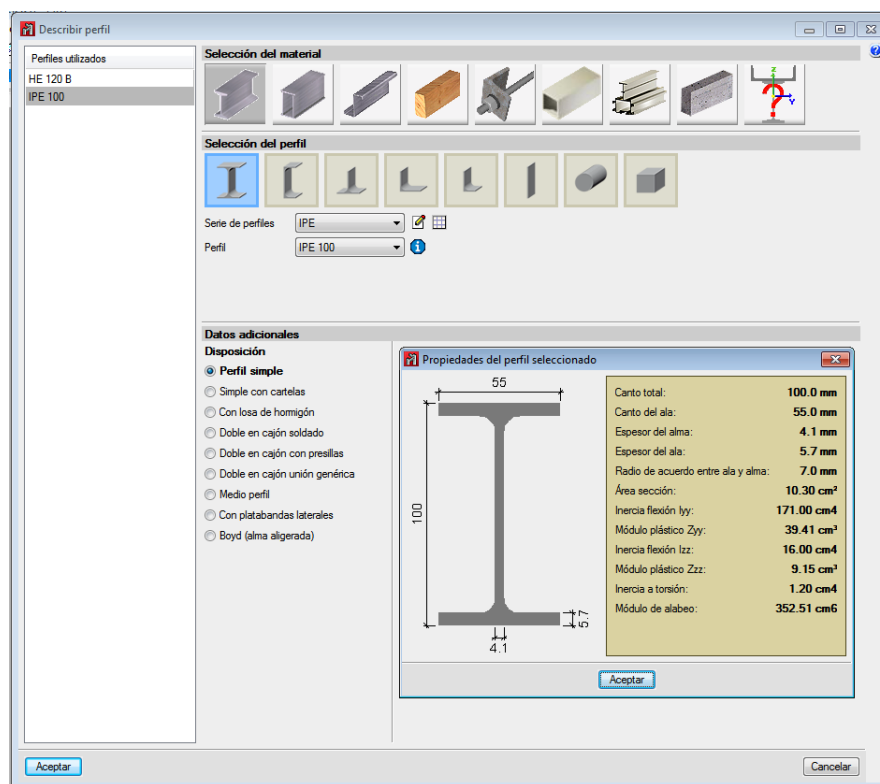 Describir perfil
Perfiles utilizados
HE 120 B
IPE 100
Selección del material
z
Y
Selección del perfil
Serie de perfiles IPE
Perfil IPE 100
Datos adicionales
Disposición
Perfil simple
Simple con cartelas
Con losa de hormigón
Doble en cajón soldado
Doble en cajón con presillas
Doble en cajón unión genérica
Medio perfil
Con platabandas laterales
Boyd (alma aligerada)
Propiedades del perfil seleccionado
55
100
5.7
4.1
Canto total: 100.0 mm
Canto del ala: 55.0 mm
Espesor del alma: 4.1 mm
Espesor del ala: 5.7 mm
Radio de acuerdo entre ala y alma: 7.0 mm
Área sección: 10.30 cm²
Inercia flexión Iyy: 171.00 cm4
Módulo plástico Zyy: 39.41 cm³
Inercia flexión Izz: 16.00 cm4
Módulo plástico Zzz: 9.15 cm³
Inercia a torsión: 1.20 cm4
Módulo de alabeo: 352.51 cm6
Aceptar
Aceptar
Cancelar